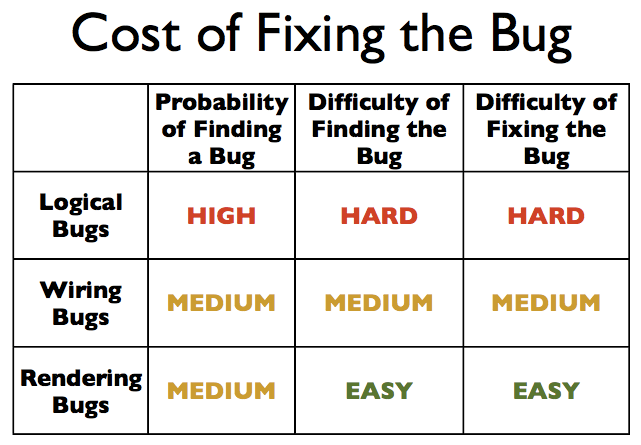 Cost of Fixing the Bug
Probability of Finding a Bug
Difficulty of Finding the Bug
Difficulty of Fixing the Bug
Logical Bugs
HIGH
HARD
HARD
Wiring Bugs
MEDIUM
MEDIUM
MEDIUM
Rendering Bugs
MEDIUM
EASY
EASY